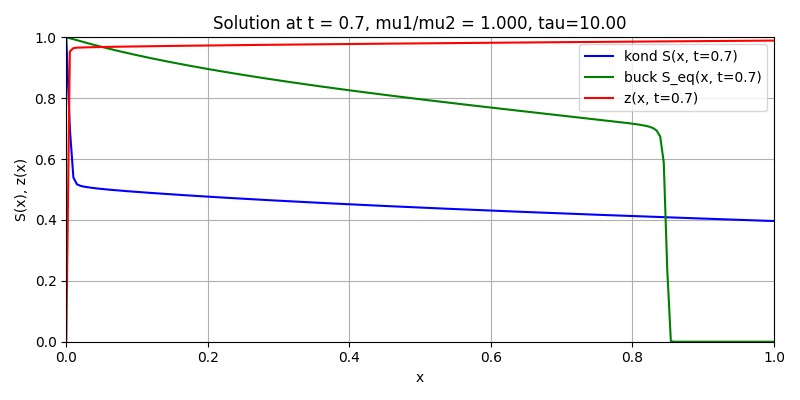 Solution at t = 0.7, mu1/mu2 = 1.000, tau=10.00
S(x), z(x)
1.0
0.8
0.6
0.4
0.2
0.0
kond S(x, t=0.7)
buck S_eq(x, t=0.7)
z(x, t=0.7)
0.0 0.2 0.4 0.6 0.8 1.0
x